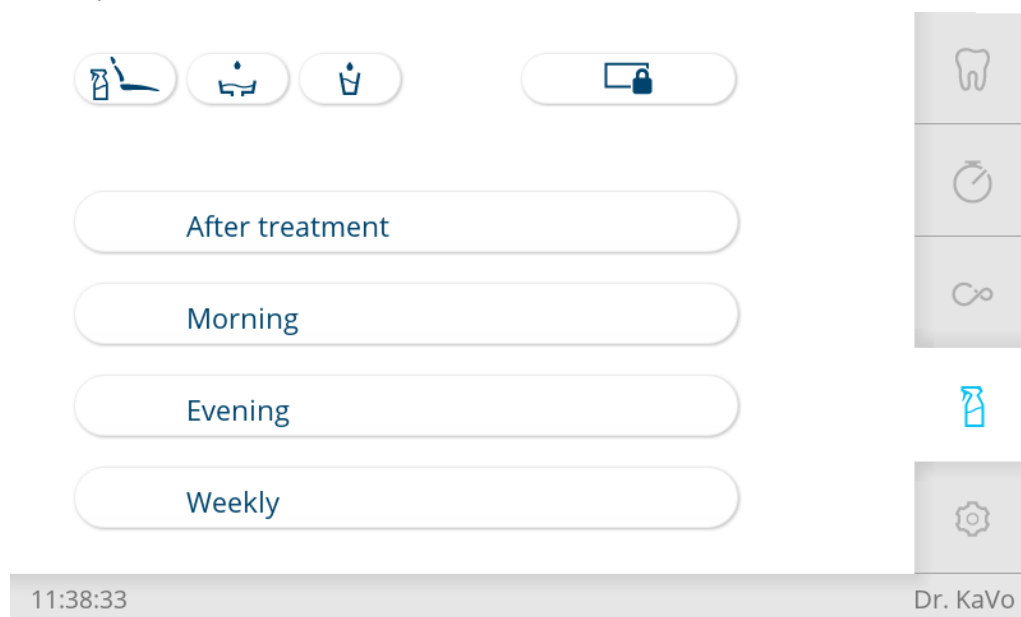 After treatment
Morning
Evening
Weekly
11:38:33 Dr. KaVo